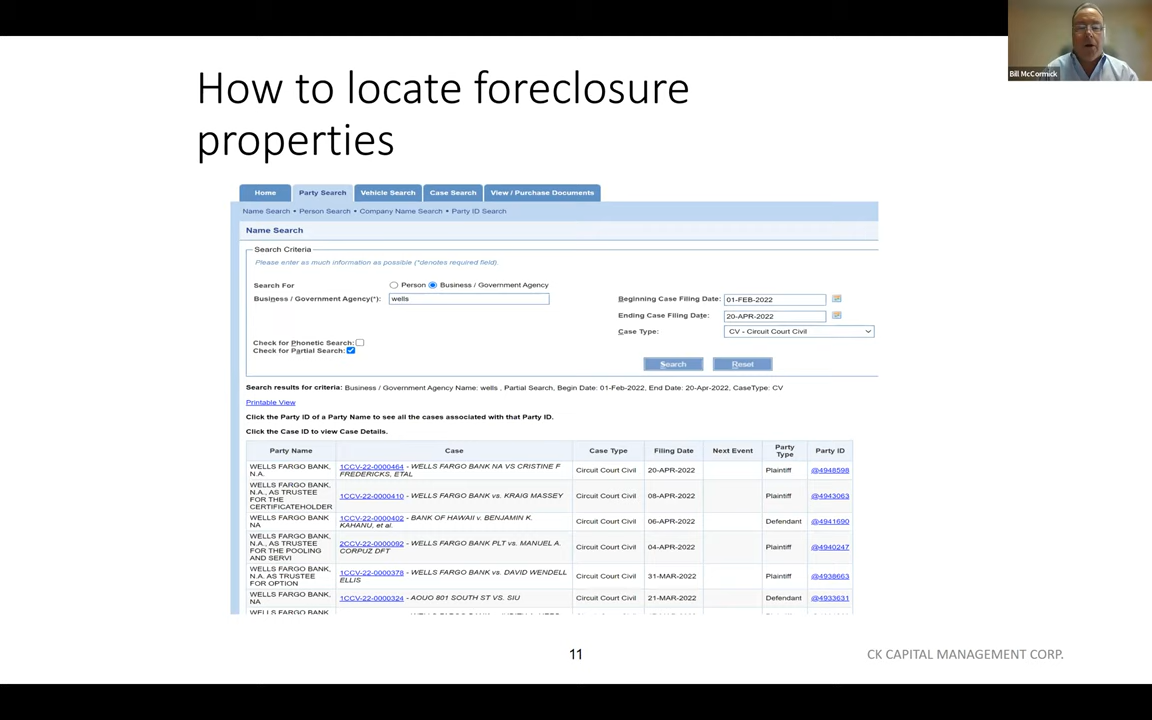 Bill McCormick
How to locate foreclosure
properties
Home Party Search Vehicle Search Case Search View / Purchase Documents
Name Search • Person Search • Company Name Search • Party ID Search
Name Search
Search Criteria
Please enter as much information as possible (*denotes required field).
Search For Person Business / Government Agency
Business / Government Agency(*): wells
Beginning Case Filing Date: 01-FEB-2022
Ending Case Filing Date: 20-APR-2022
Case Type: CV - Circuit Court Civil
Check for Phonetic Search:
Check for Partial Search:
Search Reset
Search results for criteria: Business / Government Agency Name: wells , Partial Search, Begin Date: 01-Feb-2022, End Date: 20-Apr-2022, CaseType: CV
Printable View
Click the Party ID of a Party Name to see all the cases associated with that Party ID.
Click the Case ID to view Case Details.
Party Name Case Case Type Filing Date Next Event Party Type Party ID
WELLS FARGO BANK,
N.A.
1CCV-22-0000464 - WELLS FARGO BANK NA VS CRISTINE F
FREDERICKS, ETAL
Circuit Court Civil 20-APR-2022 Plaintiff @4948598
WELLS FARGO BANK,
N.A., AS TRUSTEE
FOR THE
CERTIFICATEHOLDER
1CCV-22-0000410 - WELLS FARGO BANK vs. KRAIG MASSEY
Circuit Court Civil 08-APR-2022 Plaintiff @4943063
WELLS FARGO BANK
NA
1CCV-22-0000402 - BANK OF HAWAII v. BENJAMIN K.
KAHANU, et al.
Circuit Court Civil 06-APR-2022 Defendant @4941690
WELLS FARGO BANK,
N.A., AS TRUSTEE
FOR THE POOLING
AND SERVI
2CCV-22-0000092 - WELLS FARGO BANK PLT vs. MANUEL A.
CORPUZ DFT
Circuit Court Civil 04-APR-2022 Plaintiff @4940247
WELLS FARGO BANK,
N.A. AS TRUSTEE
FOR OPTION
1CCV-22-0000378 - WELLS FARGO BANK vs. DAVID WENDELL
ELLIS
Circuit Court Civil 31-MAR-2022 Plaintiff @4938663
WELLS FARGO BANK,
NA
1CCV-22-0000324 - AOUO 801 SOUTH ST VS. SIU
Circuit Court Civil 21-MAR-2022 Defendant @4933631
WELLS FARGO BANK,
11
CK CAPITAL MANAGEMENT CORP.